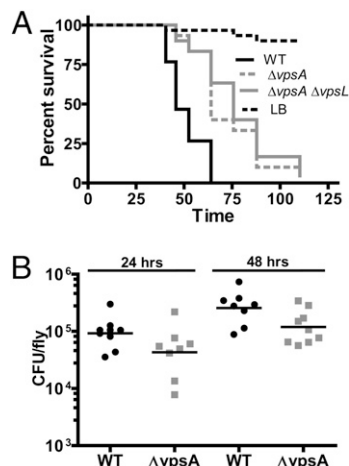 A
Percent survival
100
75
50
25
0
0 25 50 75 100 125
Time
WT
ΔvpsA
ΔvpsA ΔvpsL
LB
B
24 hrs 48 hrs
CFU/fly
10⁶
10⁵
10⁴
10³
WT ΔvpsA WT ΔvpsA